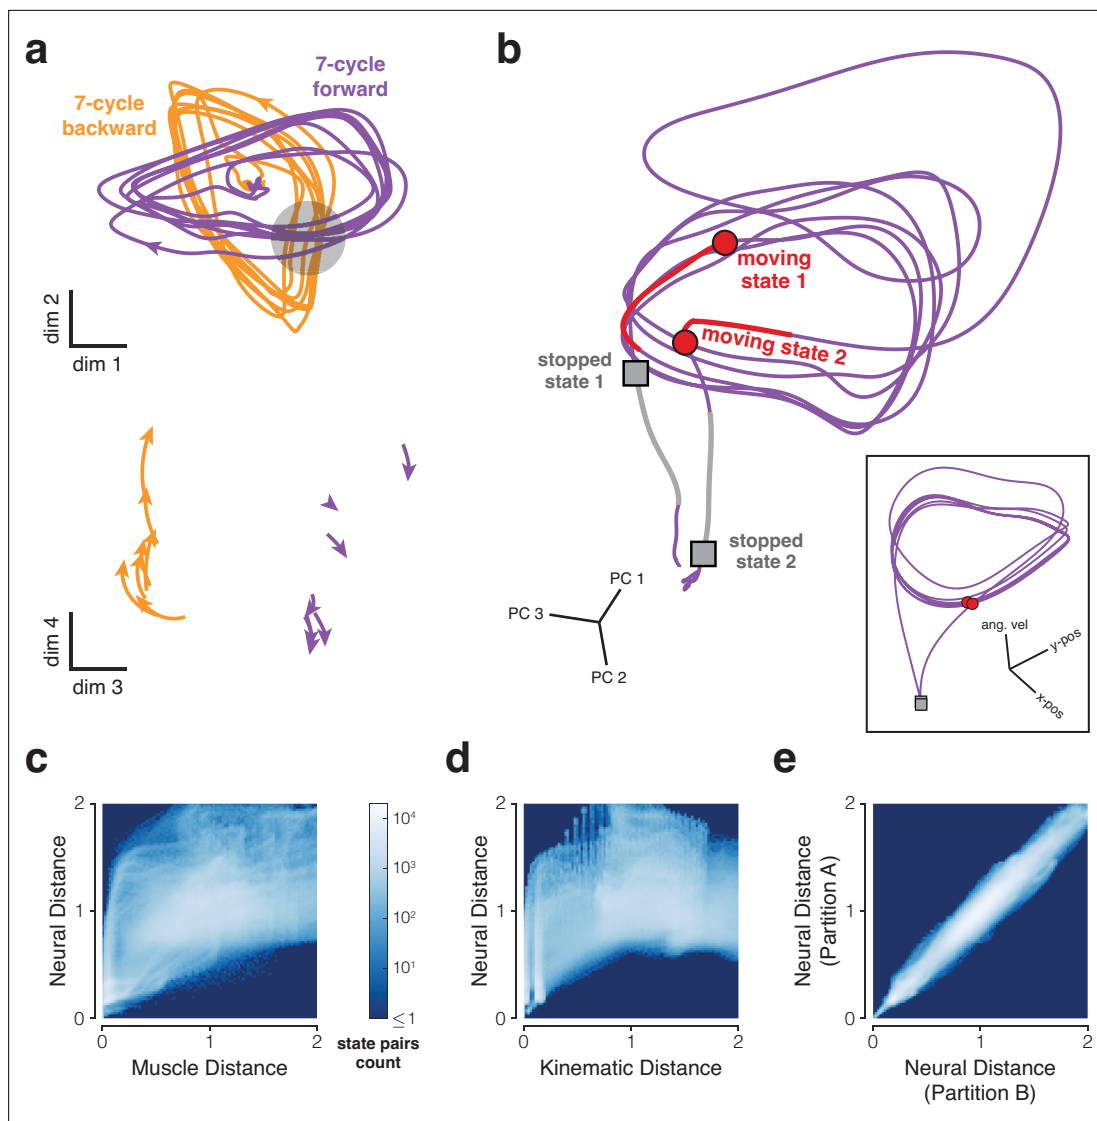 a
7-cycle
forward
7-cycle
backward
dim 2
dim 1
dim 4
dim 3
b
moving
state 1
moving state 2
stopped
state 1
stopped
state 2
PC 1
PC 3
PC 2
ang. vel
y-pos
x-pos
c
Neural Distance
2
1
0
0
1
2
Muscle Distance
10⁴
10³
10²
10¹
≤1
state pairs
count
d
Neural Distance
2
1
0
0
1
2
Kinematic Distance
e
Neural Distance
(Partition A)
2
1
0
0
1
2
Neural Distance
(Partition B)